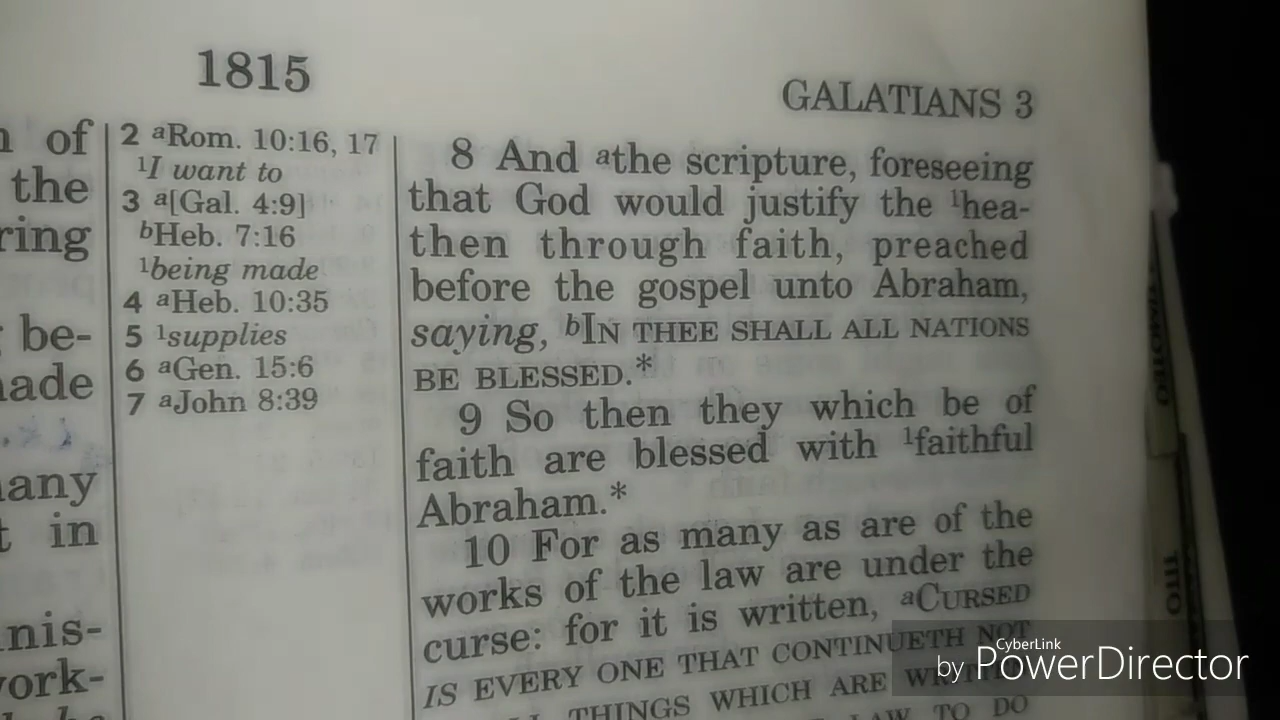 1815
GALATIANS 3
of
the
ring
be-
ade
any
in
nis-
ork-
2 aRom. 10:16, 17
1I want to
3 a[Gal. 4:9]
bHeb. 7:16
1being made
4 aHeb. 10:35
5 1supplies
6 aGen. 15:6
7 aJohn 8:39
8 And athe scripture, foreseeing
that God would justify the 1hea-
then through faith, preached
before the gospel unto Abraham,
saying, bIN THEE SHALL ALL NATIONS
BE BLESSED.*
9 So then they which be of
faith are blessed with 1faithful
Abraham.*
10 For as many as are of the
works of the law are under the
curse: for it is written, aCURSED
IS EVERY ONE THAT CONTINUETH NOT
THINGS WHICH ARE
LAW TO DO
CyberLink
by PowerDirector